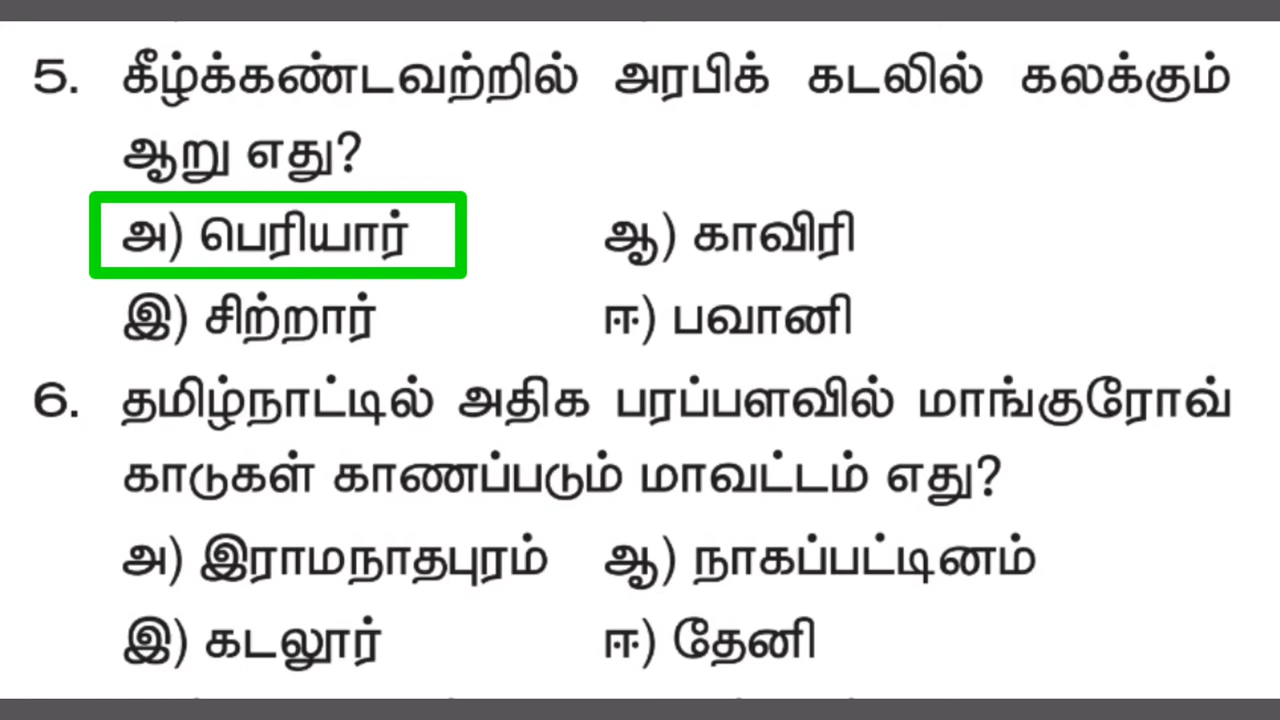 5. கீழ்க்கண்டவற்றில் அரபிக் கடலில் கலக்கும்
ஆறு எது?
அ) பெரியார் ஆ) காவிரி
இ) சிற்றார் ஈ) பவானி
6. தமிழ்நாட்டில் அதிக பரப்பளவில் மாங்குரோவ்
காடுகள் காணப்படும் மாவட்டம் எது?
அ) இராமநாதபுரம் ஆ) நாகப்பட்டினம்
இ) கடலூர் ஈ) தேனி